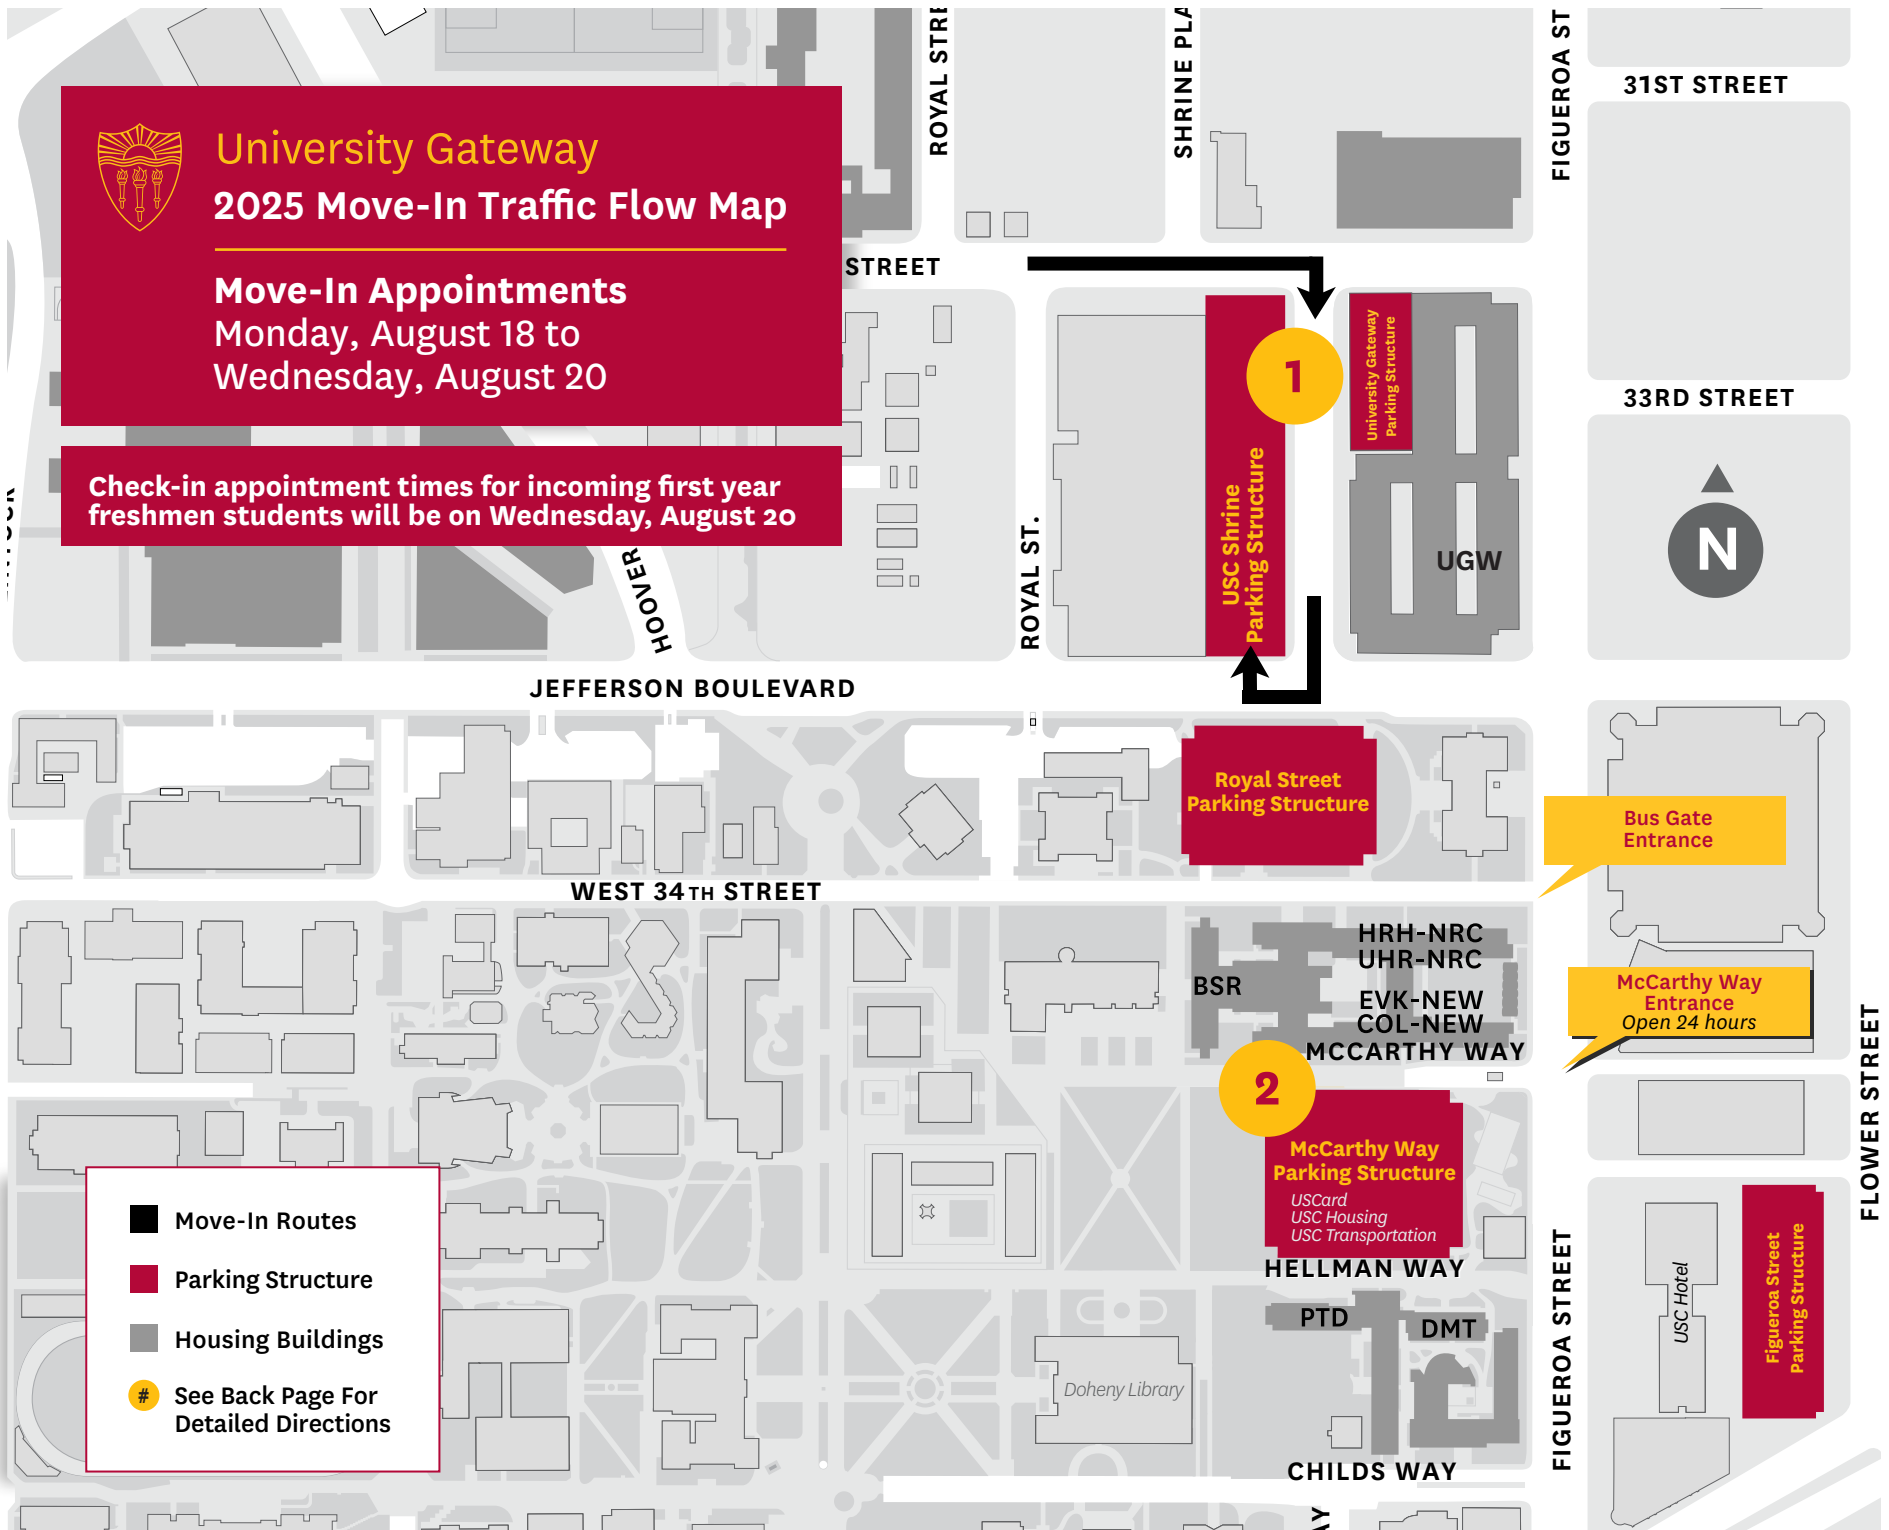 University Gateway
2025 Move-In Traffic Flow Map
Move-In Appointments
Monday, August 18 to
Wednesday, August 20
Check-in appointment times for incoming first year
freshmen students will be on Wednesday, August 20
ROYAL STRE
SHRINE PLA
FIGUEROA ST
31ST STREET
STREET
33RD STREET
1
University Gateway
Parking Structure
USC Shrine
Parking Structure
UGW
N
HOOVER
ROYAL ST.
JEFFERSON BOULEVARD
Royal Street
Parking Structure
Bus Gate
Entrance
WEST 34TH STREET
HRH-NRC
UHR-NRC
BSR
EVK-NEW
COL-NEW
MCCARTHY WAY
McCarthy Way
Entrance
Open 24 hours
FLOWER STREET
2
McCarthy Way
Parking Structure
USCard
USC Housing
USC Transportation
HELLMAN WAY
PTD
DMT
Doheny Library
FIGUEROA STREET
USC Hotel
Figueroa Street
Parking Structure
CHILDS WAY
Move-In Routes
Parking Structure
Housing Buildings
# See Back Page For
Detailed Directions